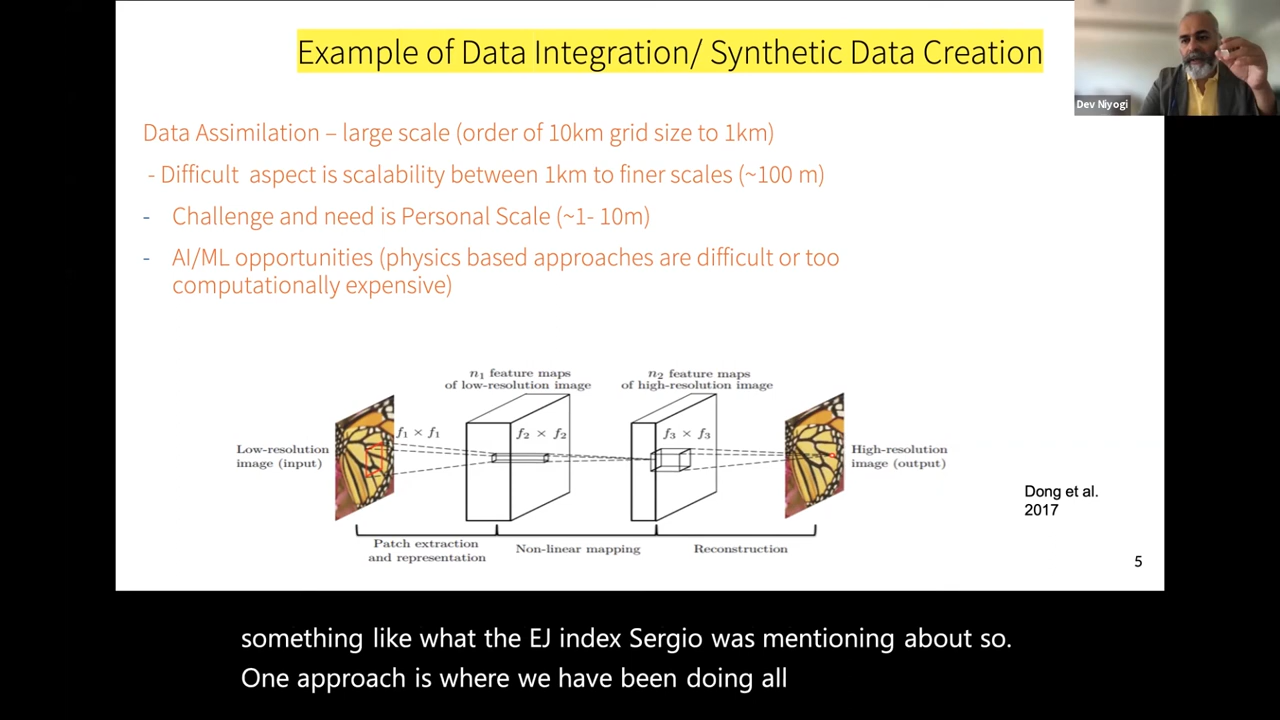 Example of Data Integration/ Synthetic Data Creation
Dev Niyogi
Data Assimilation – large scale (order of 10km grid size to 1km)
- Difficult aspect is scalability between 1km to finer scales (~100 m)
- Challenge and need is Personal Scale (~1- 10m)
- AI/ML opportunities (physics based approaches are difficult or too
computationally expensive)
n₁ feature maps
of low-resolution image
n₂ feature maps
of high-resolution image
f₁ × f₁
f₂ × f₂
f₃ × f₃
Low-resolution
image (input)
High-resolution
image (output)
Patch extraction
and representation
Non-linear mapping
Reconstruction
Dong et al.
2017
5
something like what the EJ index Sergio was mentioning about so.
One approach is where we have been doing all